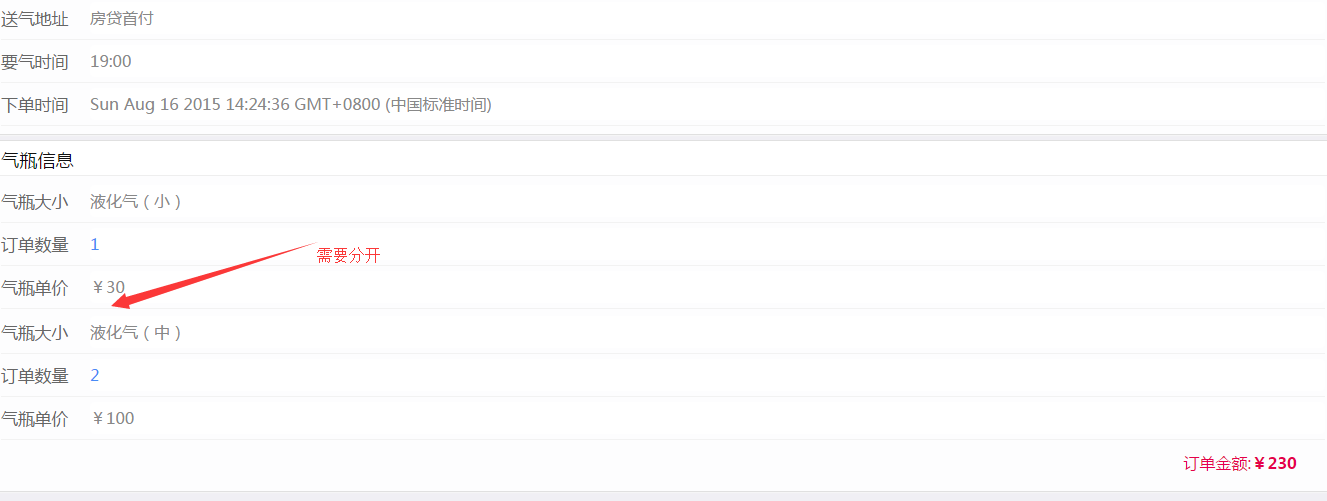 送气地址 房贷首付
要气时间 19:00
下单时间 Sun Aug 16 2015 14:24:36 GMT+0800 (中国标准时间)
气瓶信息
气瓶大小 液化气（小）
订单数量 1
需要分开
气瓶单价 ￥30
气瓶大小 液化气（中）
订单数量 2
气瓶单价 ￥100
订单金额:￥230